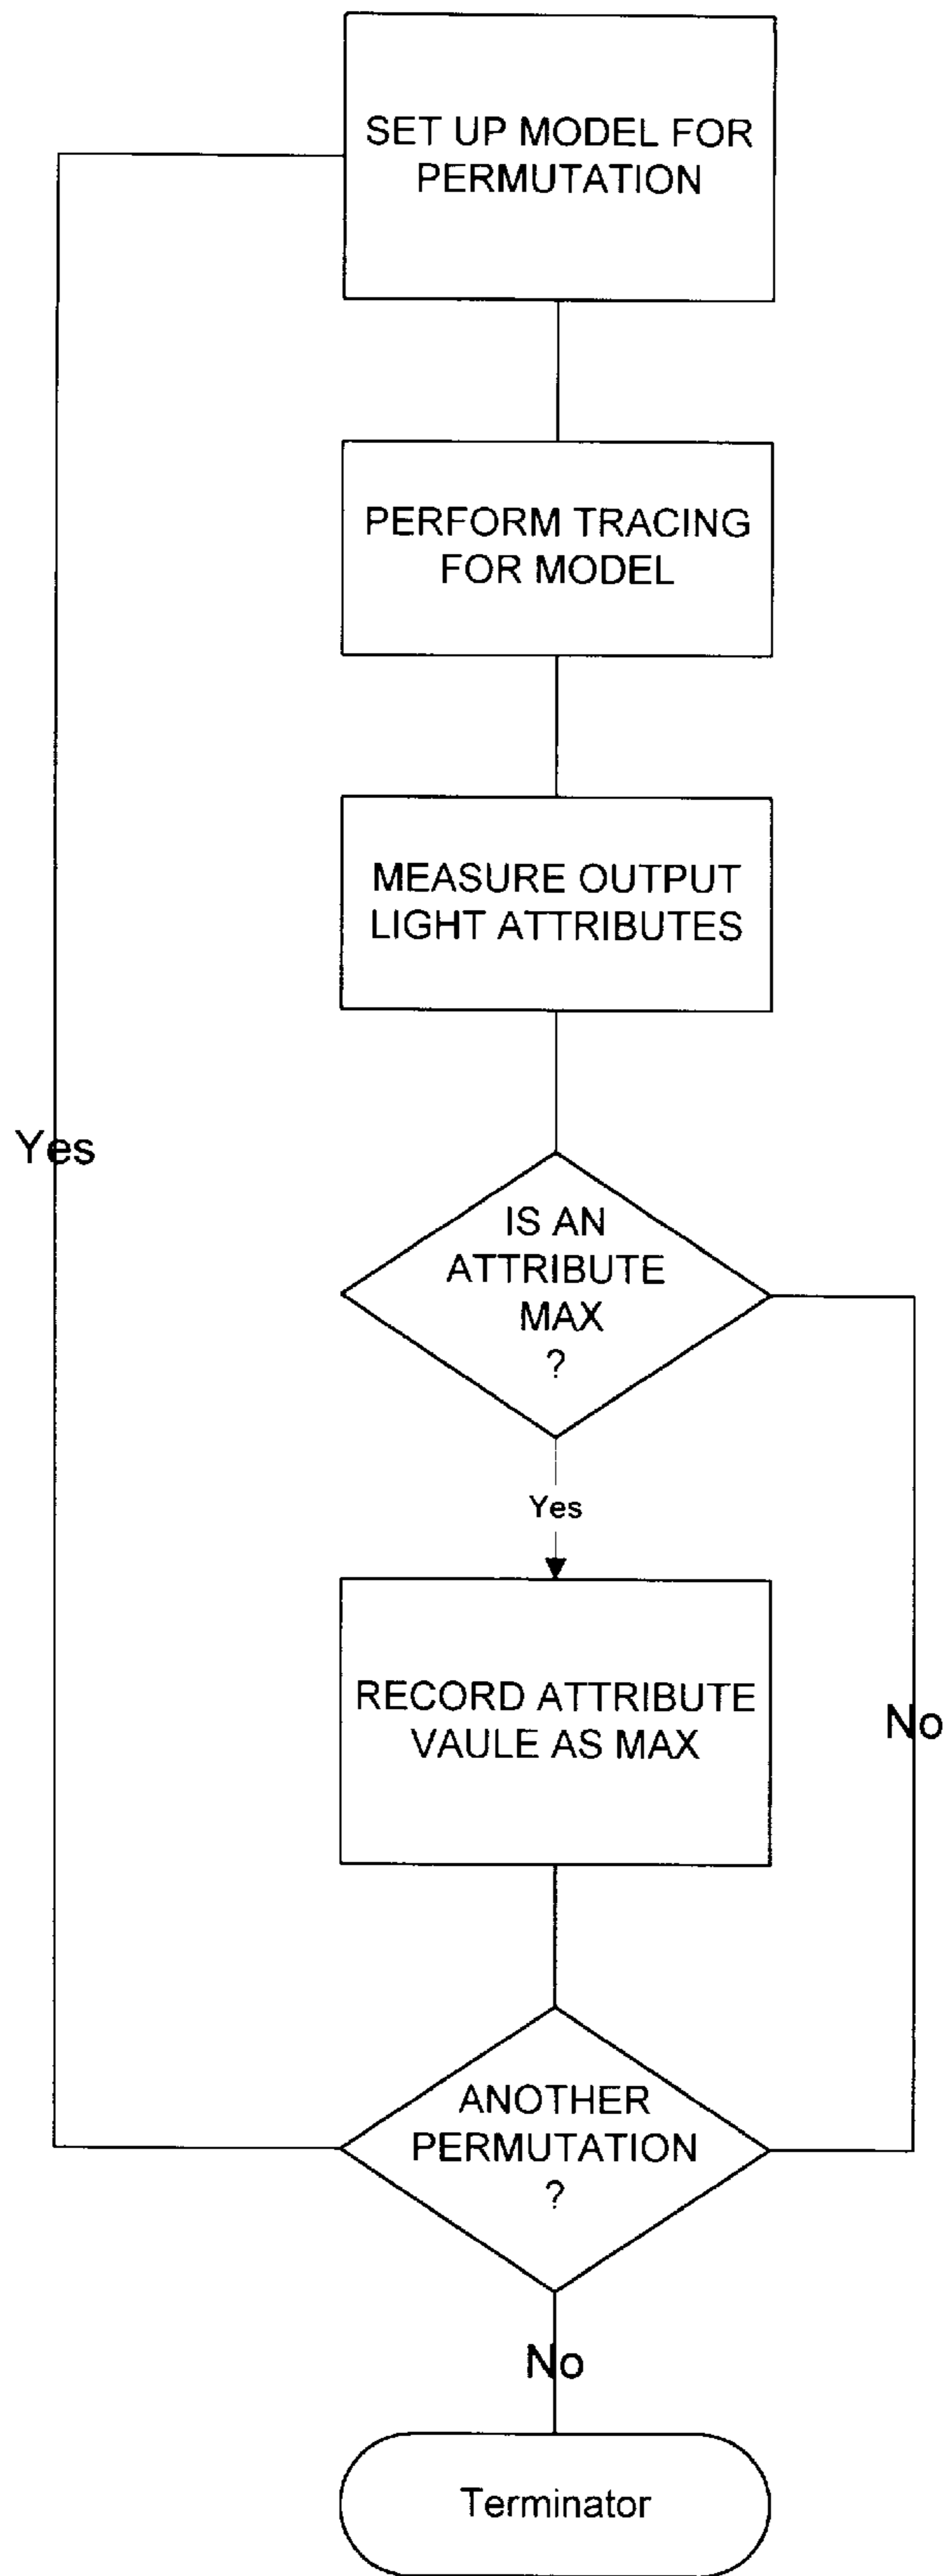 SET UP MODEL FOR
PERMUTATION
PERFORM TRACING
FOR MODEL
MEASURE OUTPUT
LIGHT ATTRIBUTES
Yes
IS AN
ATTRIBUTE
MAX
?
Yes
RECORD ATTRIBUTE
VAULE AS MAX
No
ANOTHER
PERMUTATION
?
No
Terminator